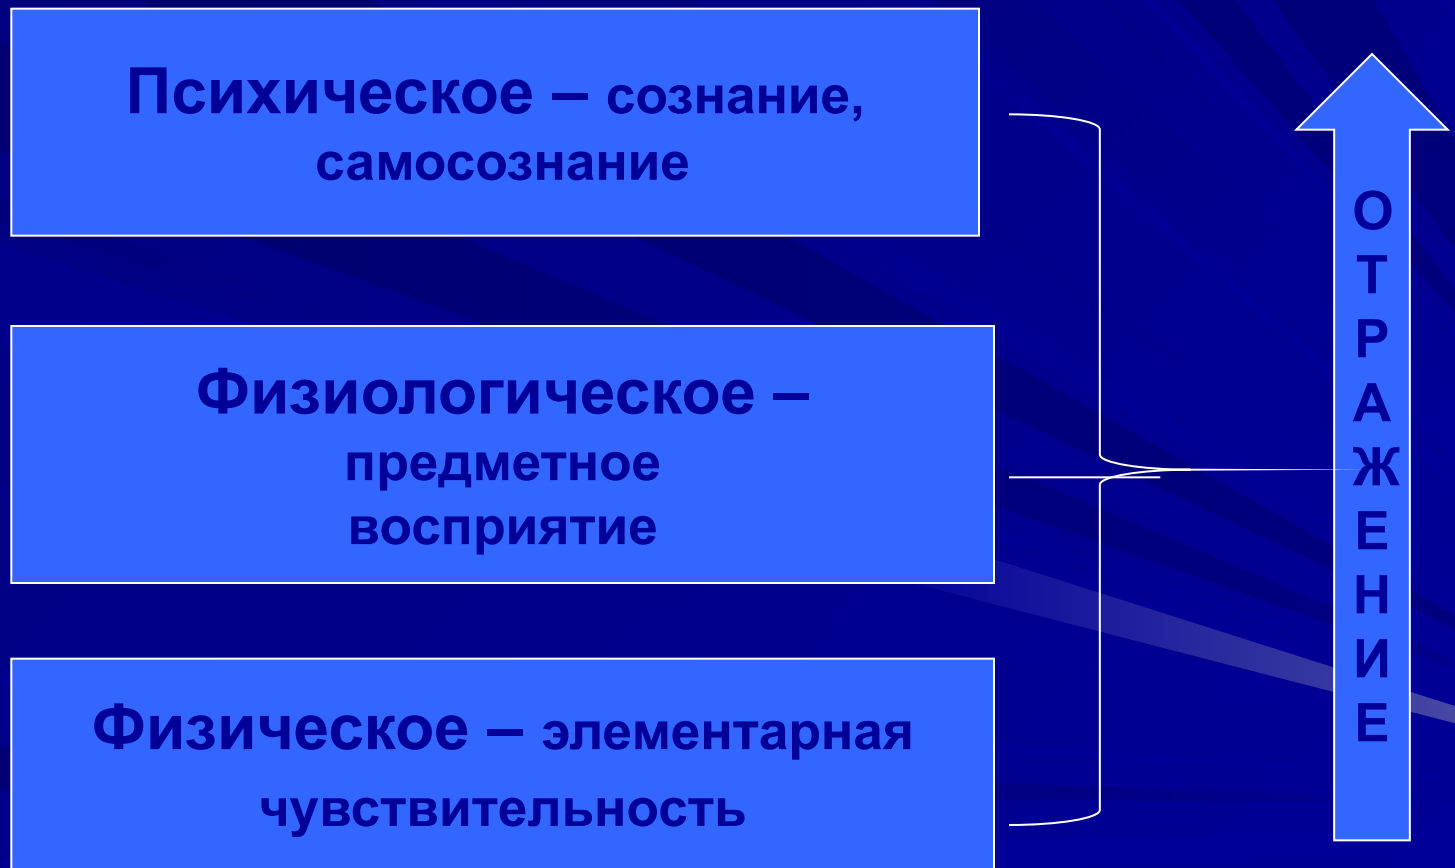 Психическое – сознание,
самосознание
Физиологическое –
предметное
восприятие
Физическое – элементарная
чувствительность
О
Т
Р
А
Ж
Е
Н
И
Е